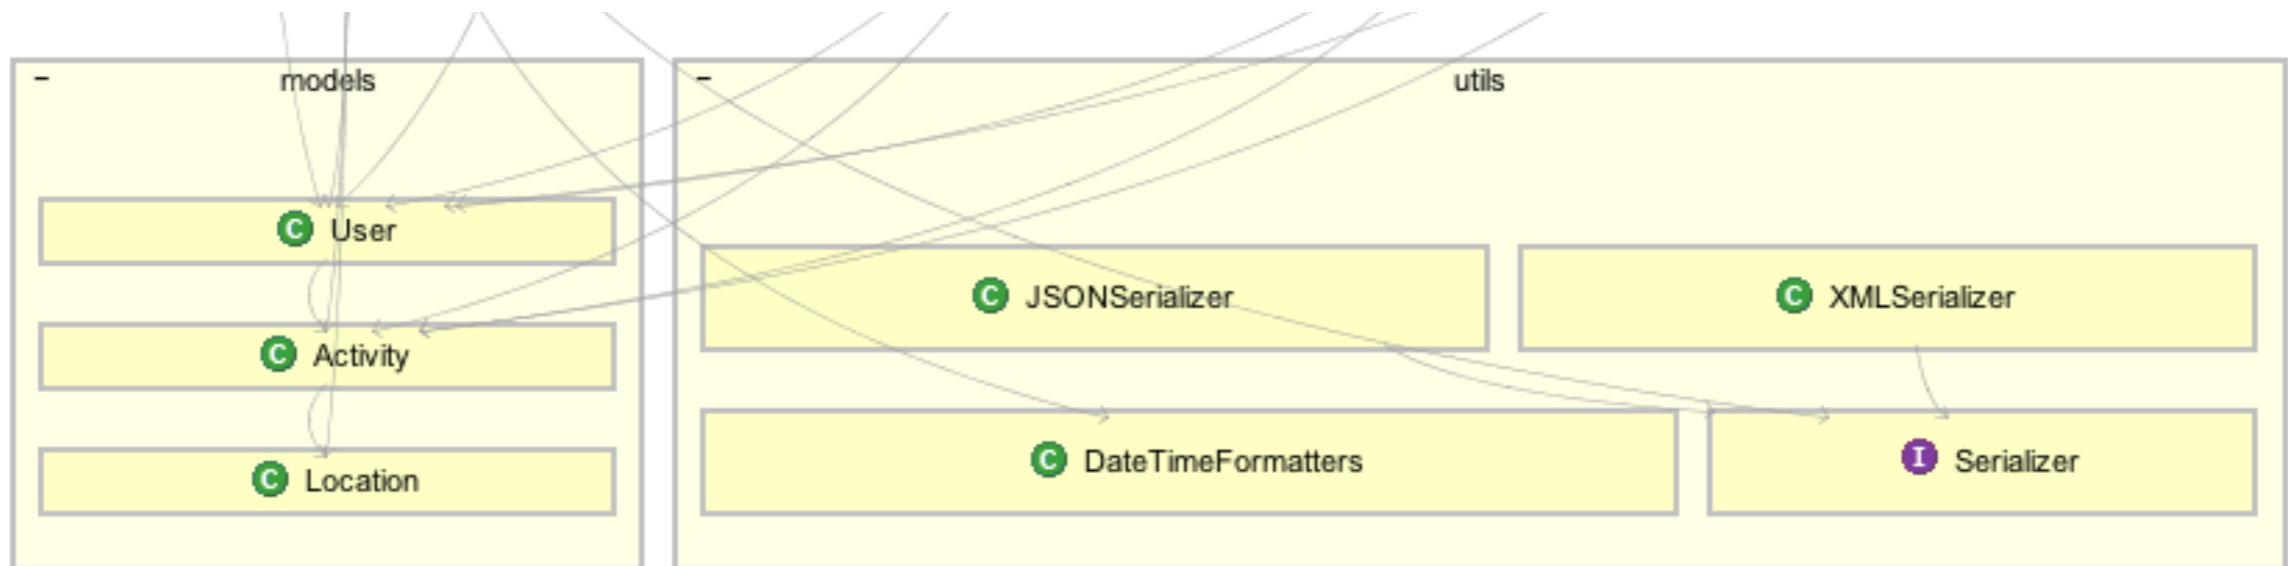 models
C User
C Activity
C Location
utils
C JSONSerializer
C XMLSerializer
C DateTimeFormatters
I Serializer